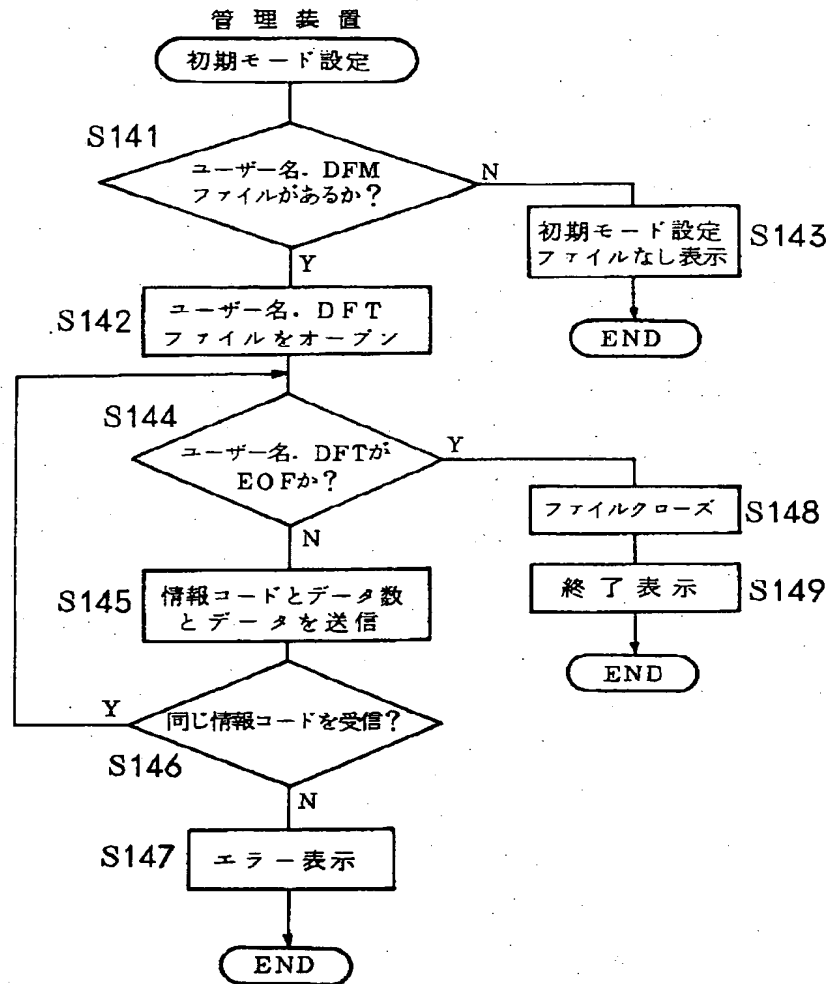 管理装置
初期モード設定
S141
ユーザー名．DFM
ファイルがあるか？
N
Y
初期モード設定
ファイルなし表示
S143
END
S142
ユーザー名．DFT
ファイルをオープン
S144
ユーザー名．DFTが
EOFか？
Y
N
ファイルクローズ
S148
S145
情報コードとデータ数
とデータを送信
終了表示
S149
END
Y
同じ情報コードを受信？
S146
N
S147
エラー表示
END